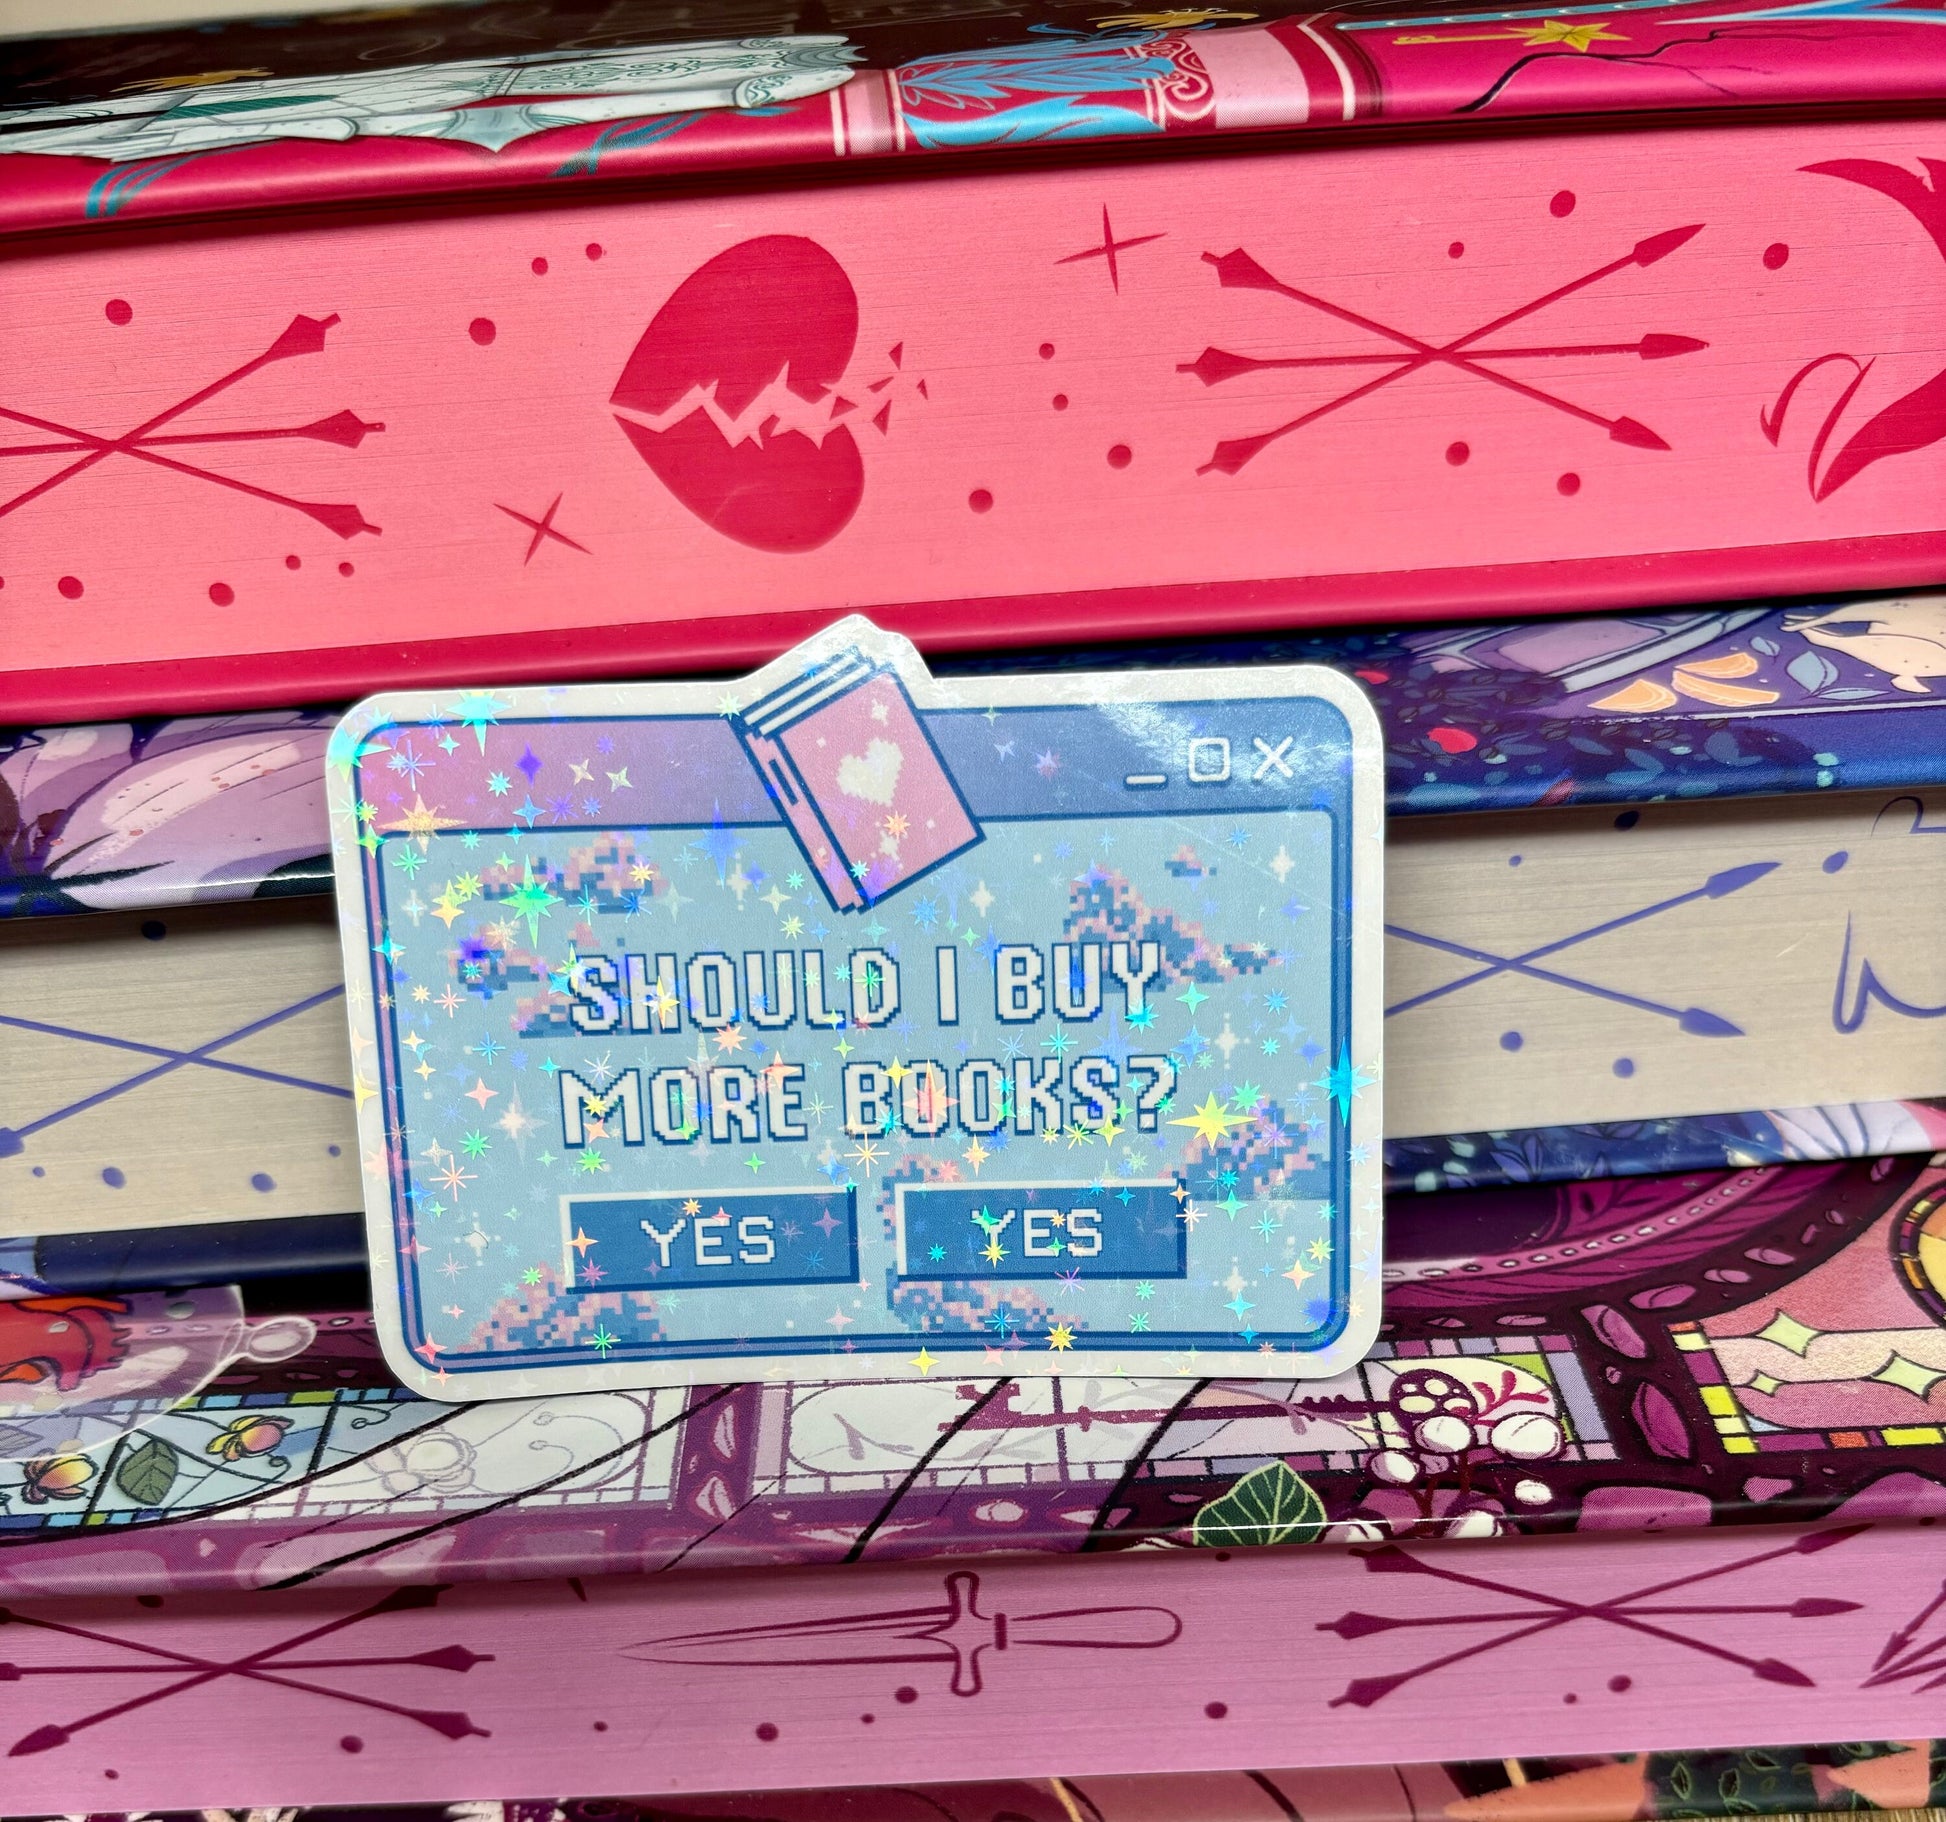 SHOULD I BUY
MORE BOOKS?
YES YES